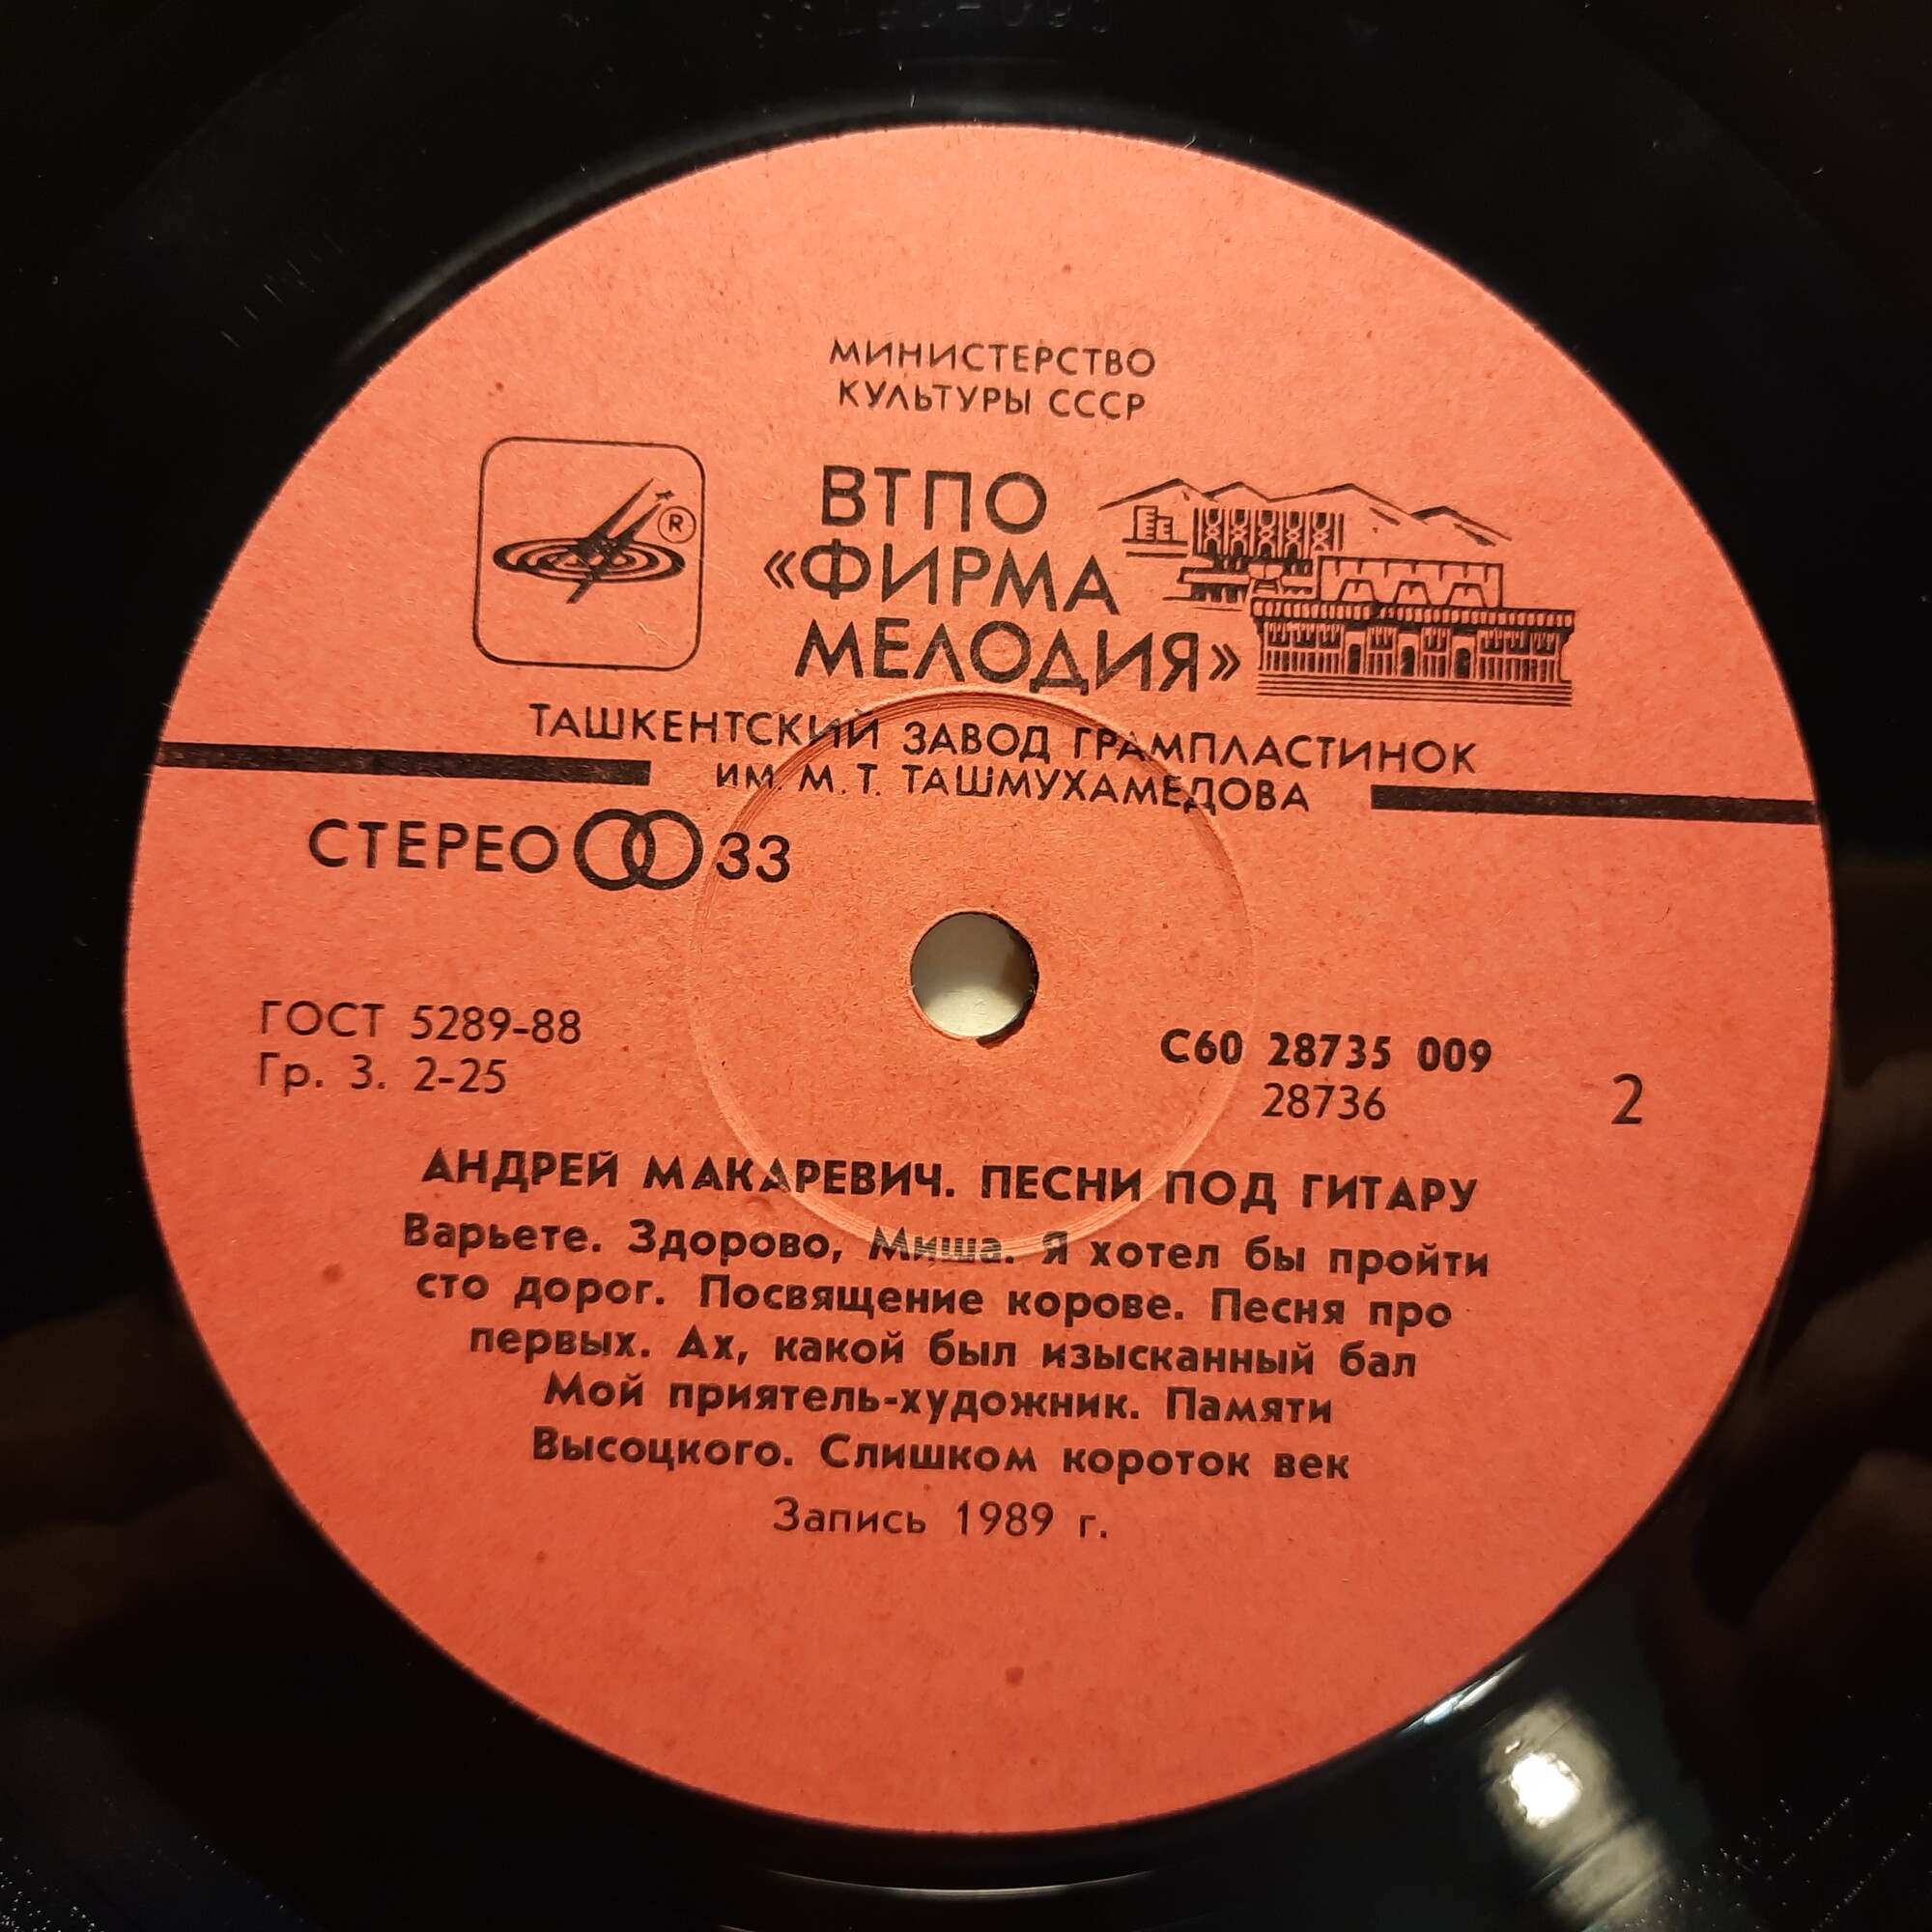 МИНИСТЕРСТВО
КУЛЬТУРЫ СССР
®
ВТПО
«ФИРМА
МЕЛОДИЯ»
ТАШКЕНТСКИЙ ЗАВОД ГРАМПЛАСТИНОК
ИМ. М. Т. ТАШМУХАМЕДОВА
СТЕРЕО 33
ГОСТ 5289-88
Гр. 3. 2-25
С60 28735 009
28736
2
АНДРЕЙ МАКАРЕВИЧ. ПЕСНИ ПОД ГИТАРУ
Варьете. Здорово, Миша. Я хотел бы пройти
сто дорог. Посвящение корове. Песня про
первых. Ах, какой был изысканный бал
Мой приятель-художник. Памяти
Высоцкого. Слишком короток век
Запись 1989 г.